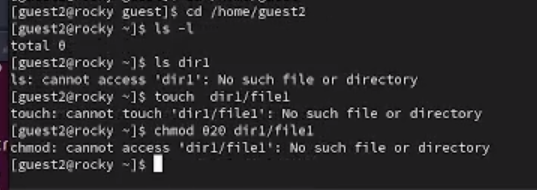 [guest2@rocky guest]$ cd /home/guest2
[guest2@rocky ~]$ ls -l
total 0
[guest2@rocky ~]$ ls dir1
ls: cannot access 'dir1': No such file or directory
[guest2@rocky ~]$ touch  dir1/file1
touch: cannot touch 'dir1/file1': No such file or directory
[guest2@rocky ~]$ chmod 020 dir1/file1
chmod: cannot access 'dir1/file1': No such file or directory
[guest2@rocky ~]$